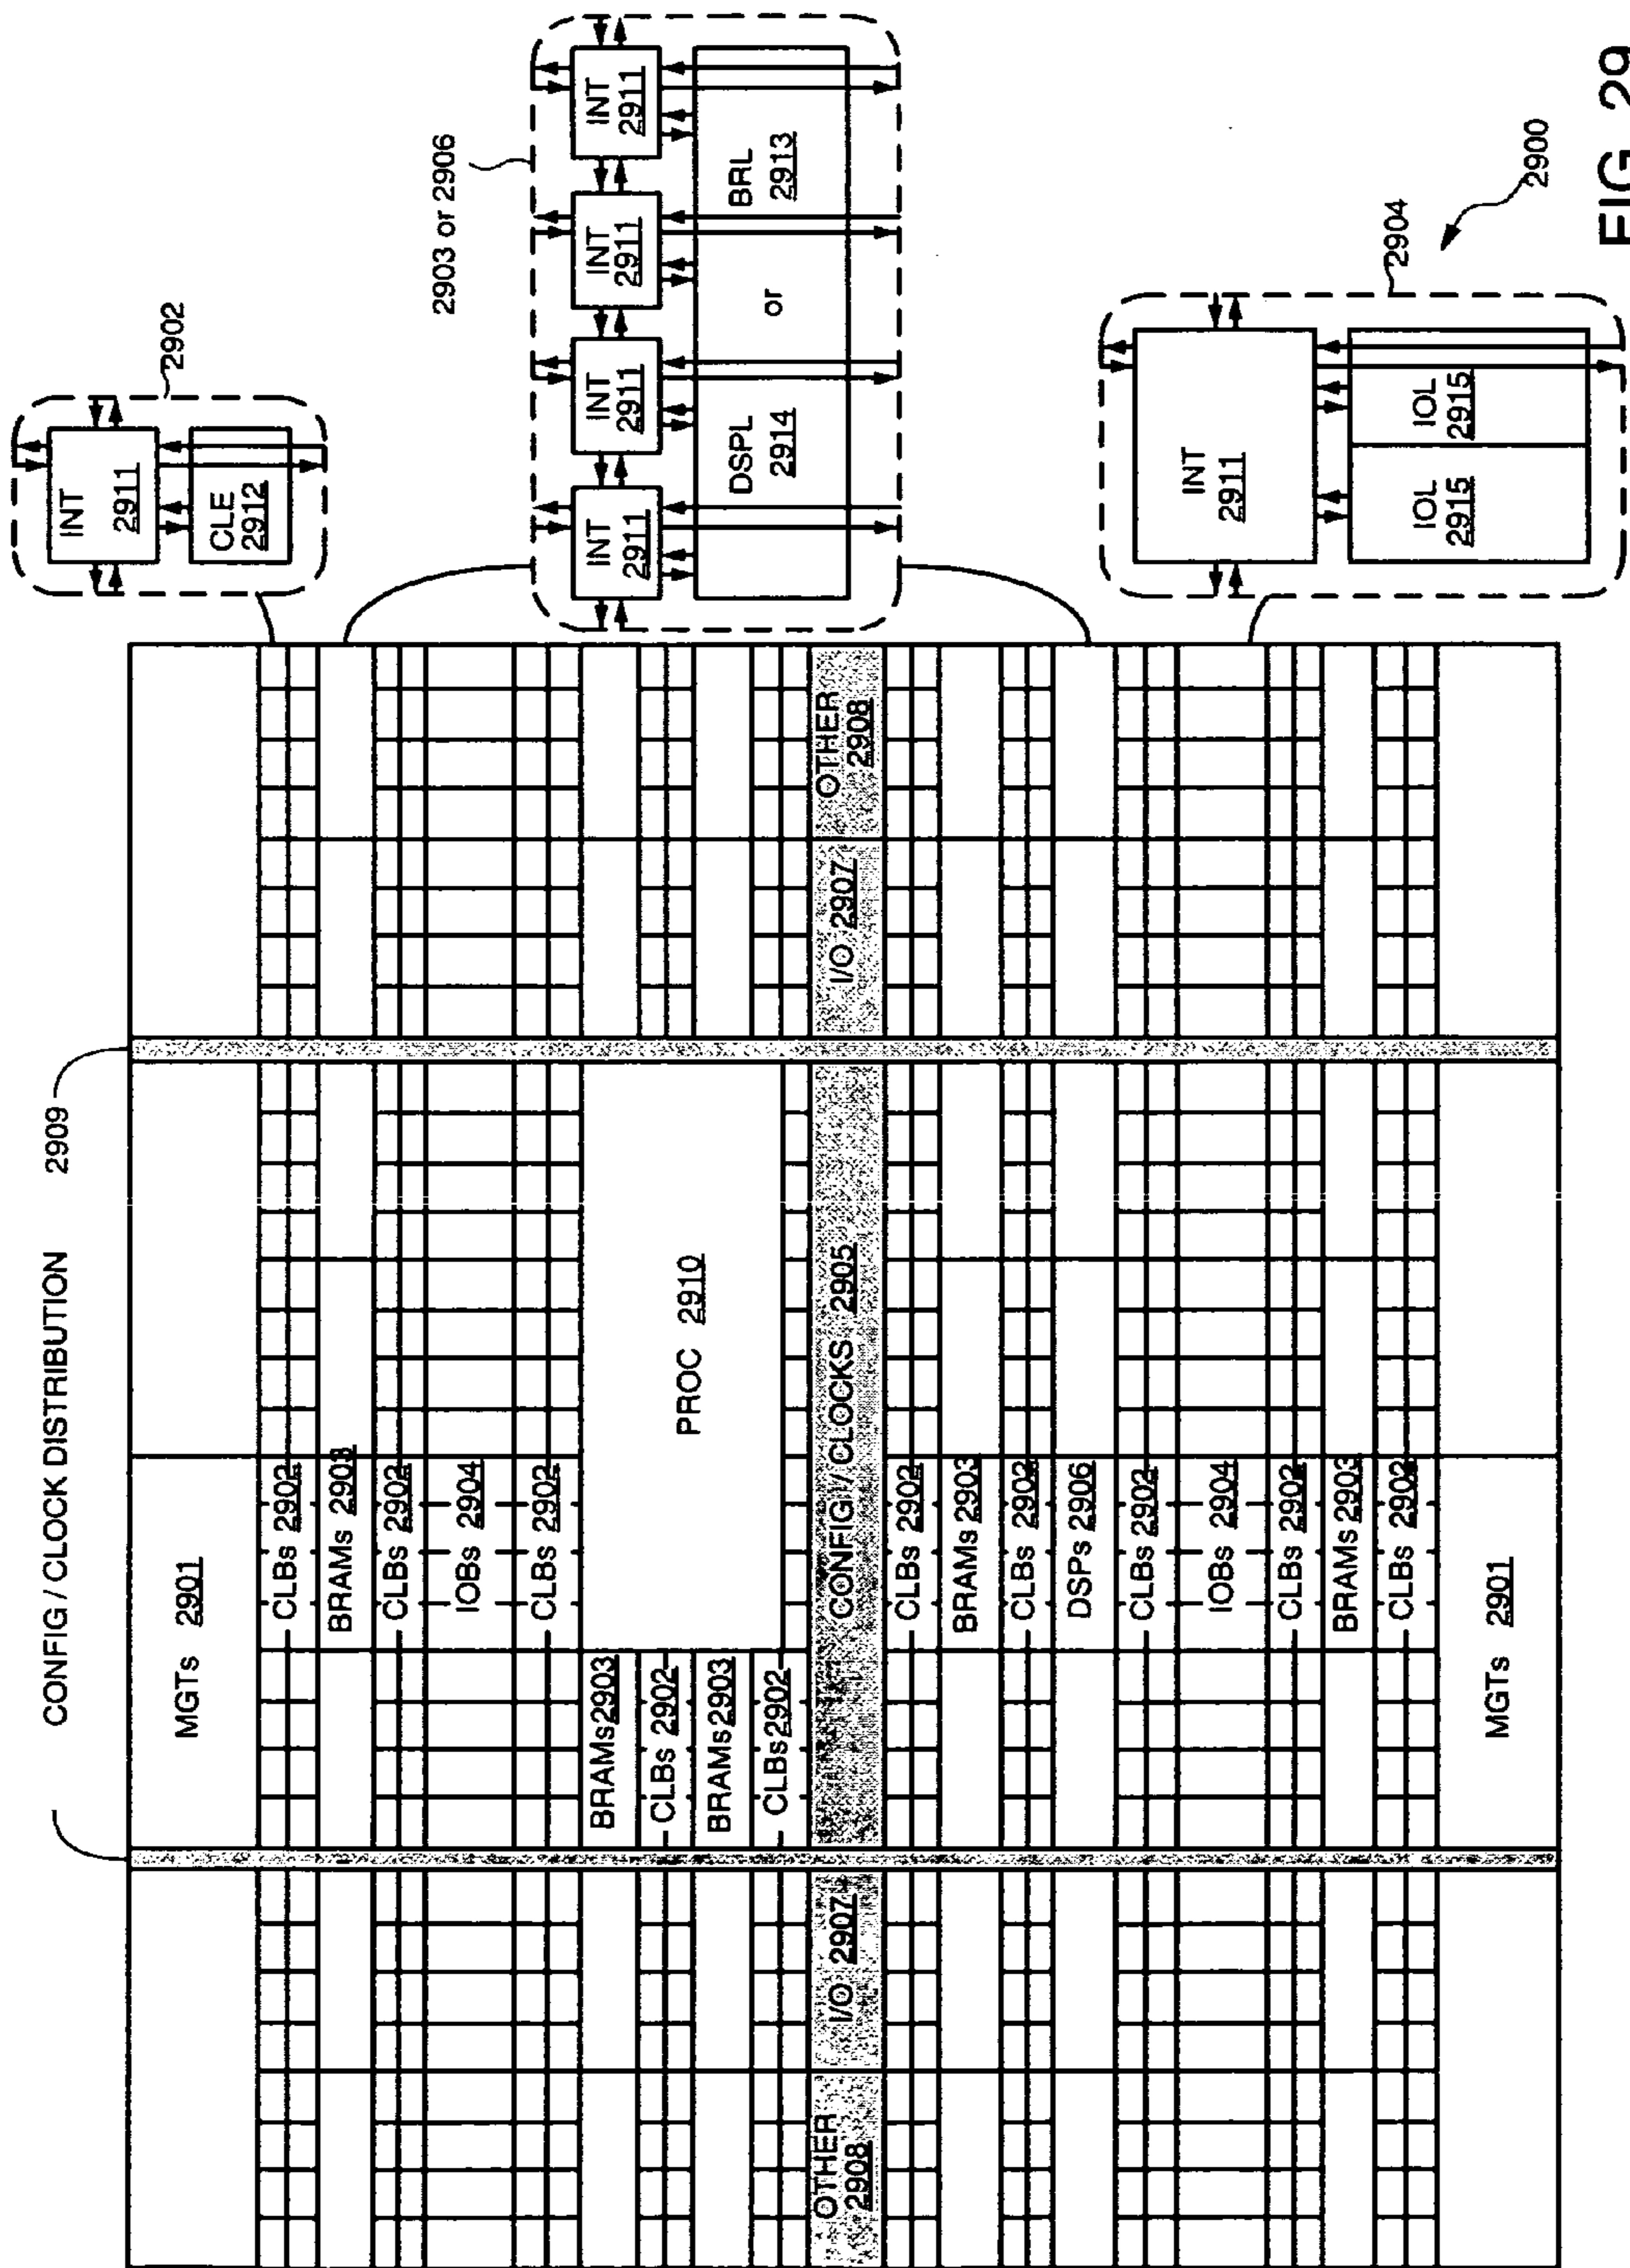 CONFIG / CLOCK DISTRIBUTION 2909
MGTs 2901
CLBs 2902
BRAMs 2903
CLBs 2902
IOBs 2904
CLBs 2902
BRAMs 2903
CLBs 2902
BRAMs 2903
CLBs 2902
PROC 2910
OTHER
2908
I/O 2907
CONFIG / CLOCKS 2905
I/O 2907
OTHER
2908
CLBs 2902
BRAMs 2903
CLBs 2902
DSPs 2906
CLBs 2902
IOBs 2904
CLBs 2902
BRAMs 2903
CLBs 2902
MGTs 2901
2902
INT
2911
CLE
2912
2903 or 2906
INT
2911
INT
2911
INT
2911
INT
2911
DSPL
2914
or
BRL
2913
2904
INT
2911
IOL
2915
IOL
2915
2900
FIG. 29